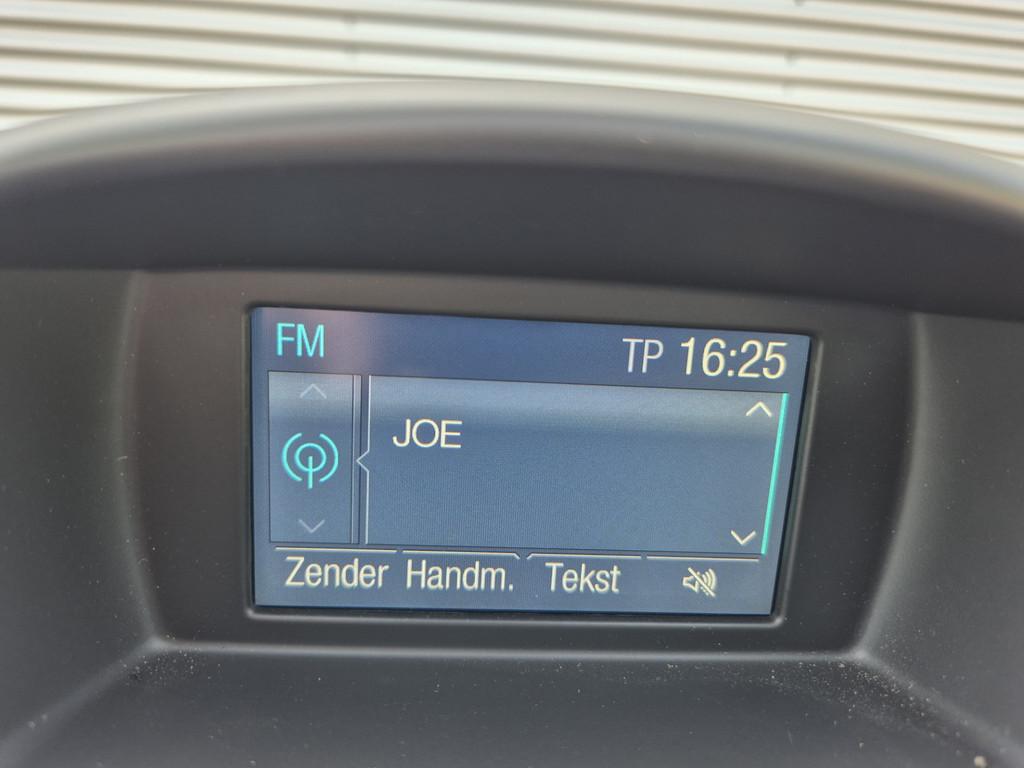 FM TP 16:25
JOE
Zender Handm. Tekst